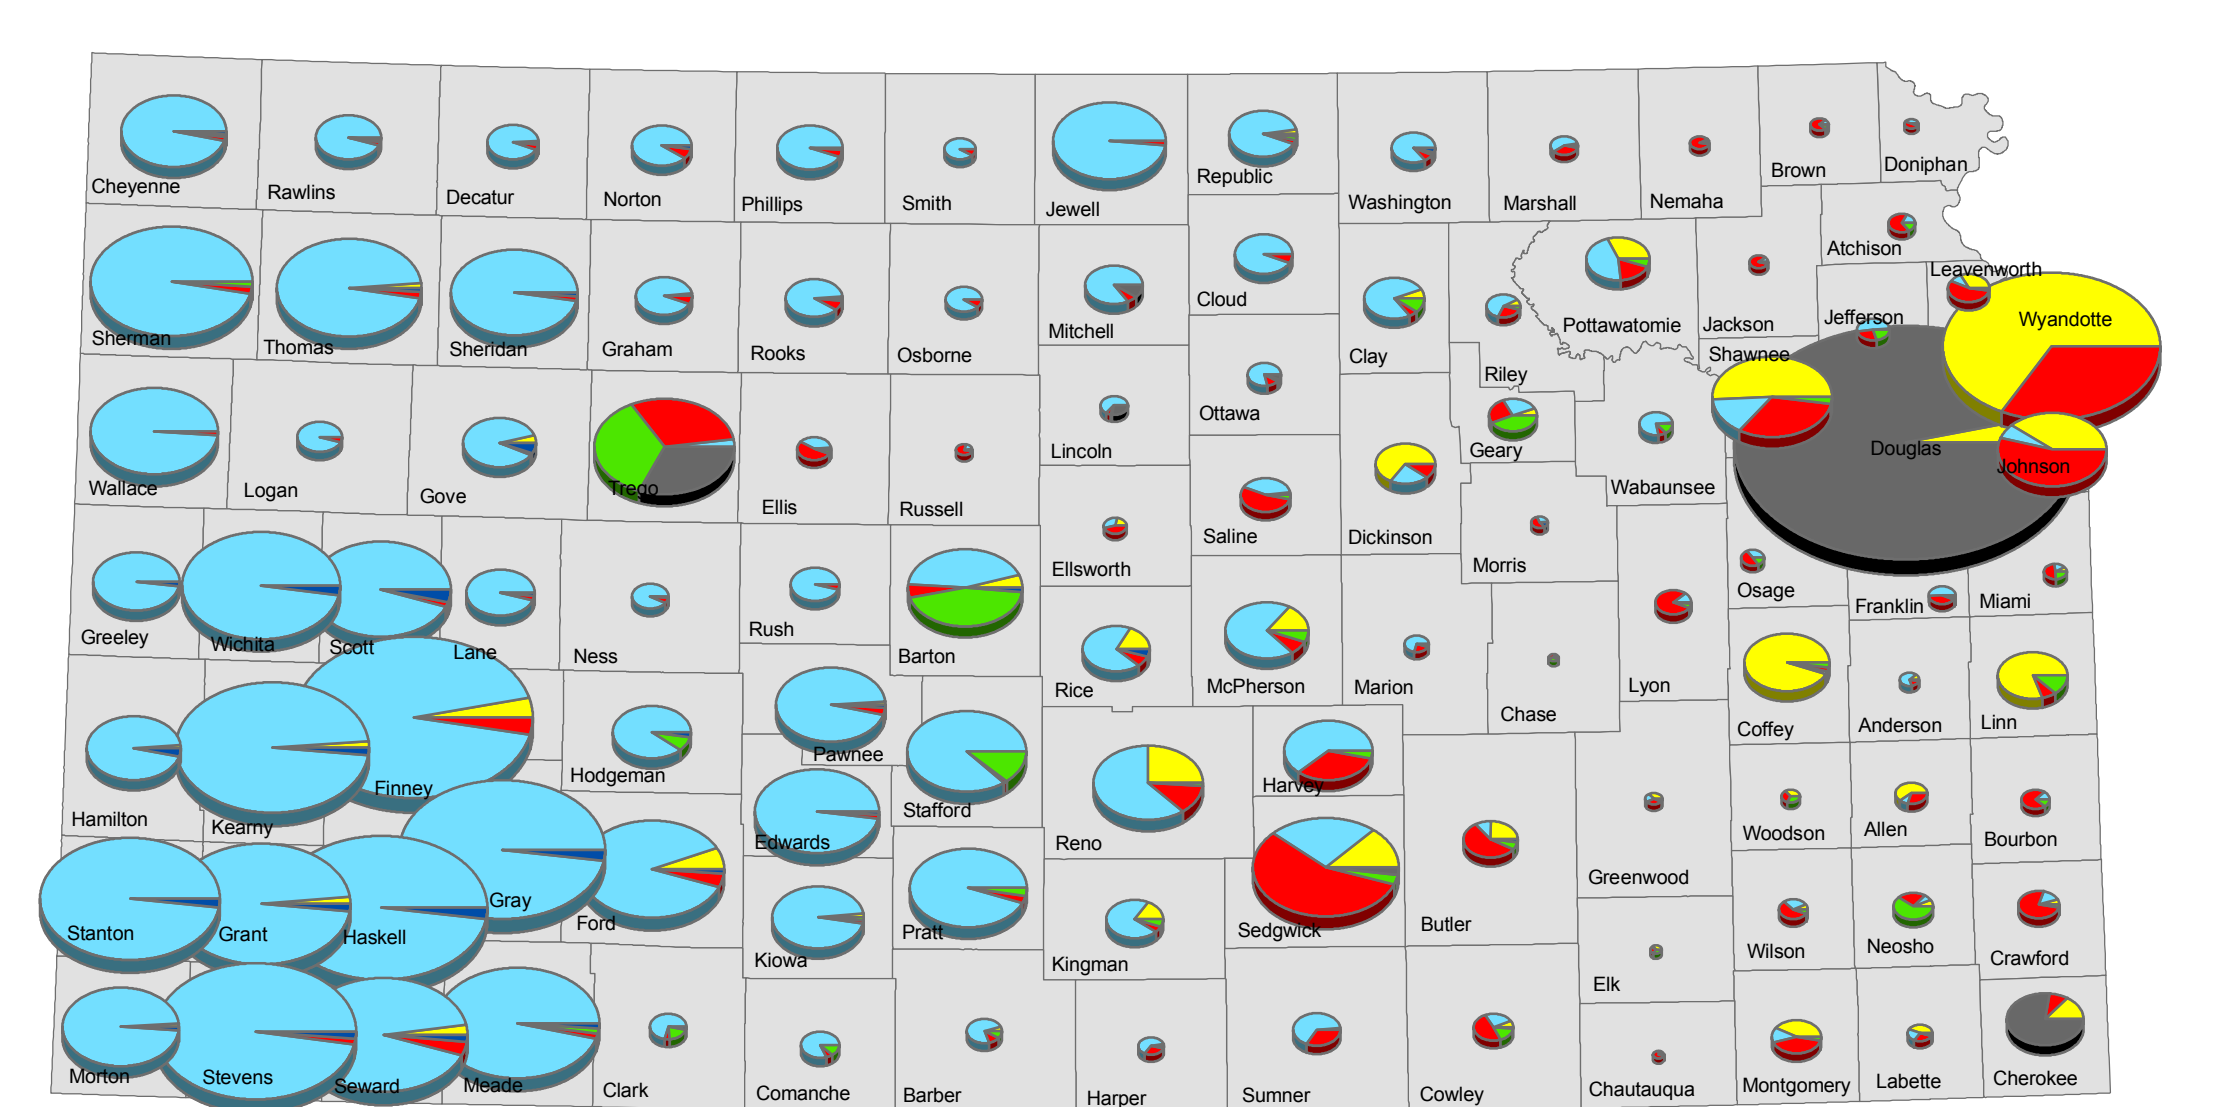 Cheyenne
Rawlins
Decatur
Norton
Phillips
Smith
Jewell
Republic
Washington
Marshall
Nemaha
Brown
Doniphan
Sherman
Thomas
Sheridan
Graham
Rooks
Osborne
Mitchell
Cloud
Clay
Riley
Pottawatomie
Jackson
Atchison
Jefferson
Leavenworth
Wyandotte
Wallace
Logan
Gove
Trego
Ellis
Russell
Lincoln
Ottawa
Dickinson
Geary
Wabaunsee
Shawnee
Douglas
Johnson
Greeley
Wichita
Scott
Lane
Ness
Rush
Barton
Ellsworth
Saline
Morris
Osage
Franklin
Miami
Hamilton
Kearny
Finney
Hodgeman
Pawnee
Stafford
Rice
McPherson
Marion
Chase
Lyon
Coffey
Anderson
Linn
Stanton
Grant
Haskell
Gray
Ford
Edwards
Kiowa
Pratt
Reno
Harvey
Kingman
Sedgwick
Butler
Greenwood
Woodson
Allen
Bourbon
Wilson
Neosho
Crawford
Elk
Morton
Stevens
Seward
Meade
Clark
Comanche
Barber
Harper
Sumner
Cowley
Chautauqua
Montgomery
Labette
Cherokee